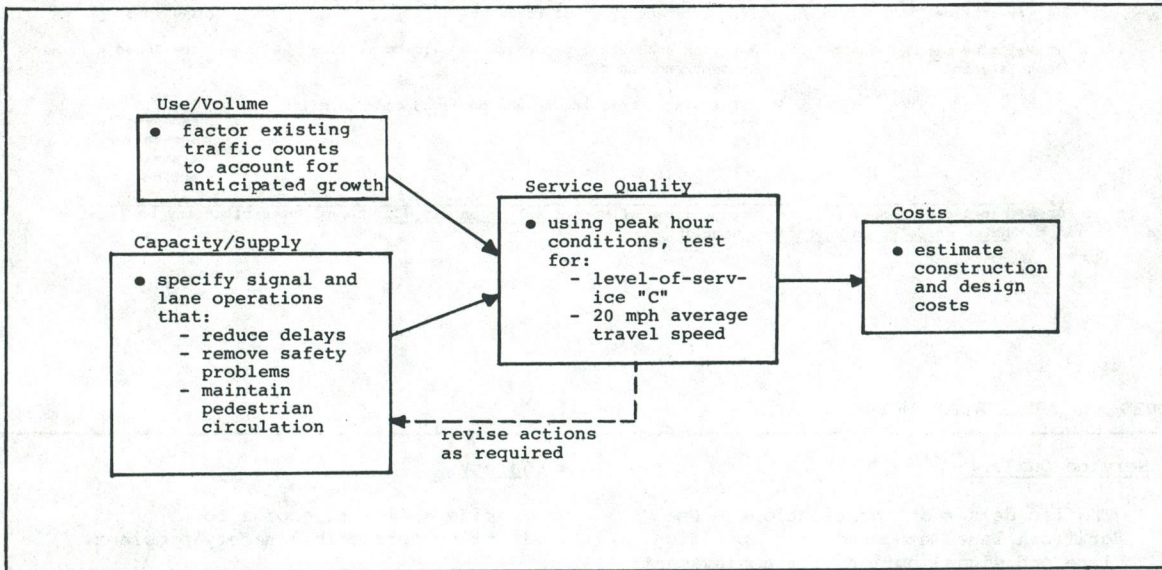 Use/Volume
● factor existing
traffic counts
to account for
anticipated growth
Capacity/Supply
● specify signal and
lane operations
that:
- reduce delays
- remove safety
problems
- maintain
pedestrian
circulation
Service Quality
● using peak hour
conditions, test
for:
- level-of-serv-
ice "C"
- 20 mph average
travel speed
revise actions
as required
Costs
● estimate
construction
and design
costs